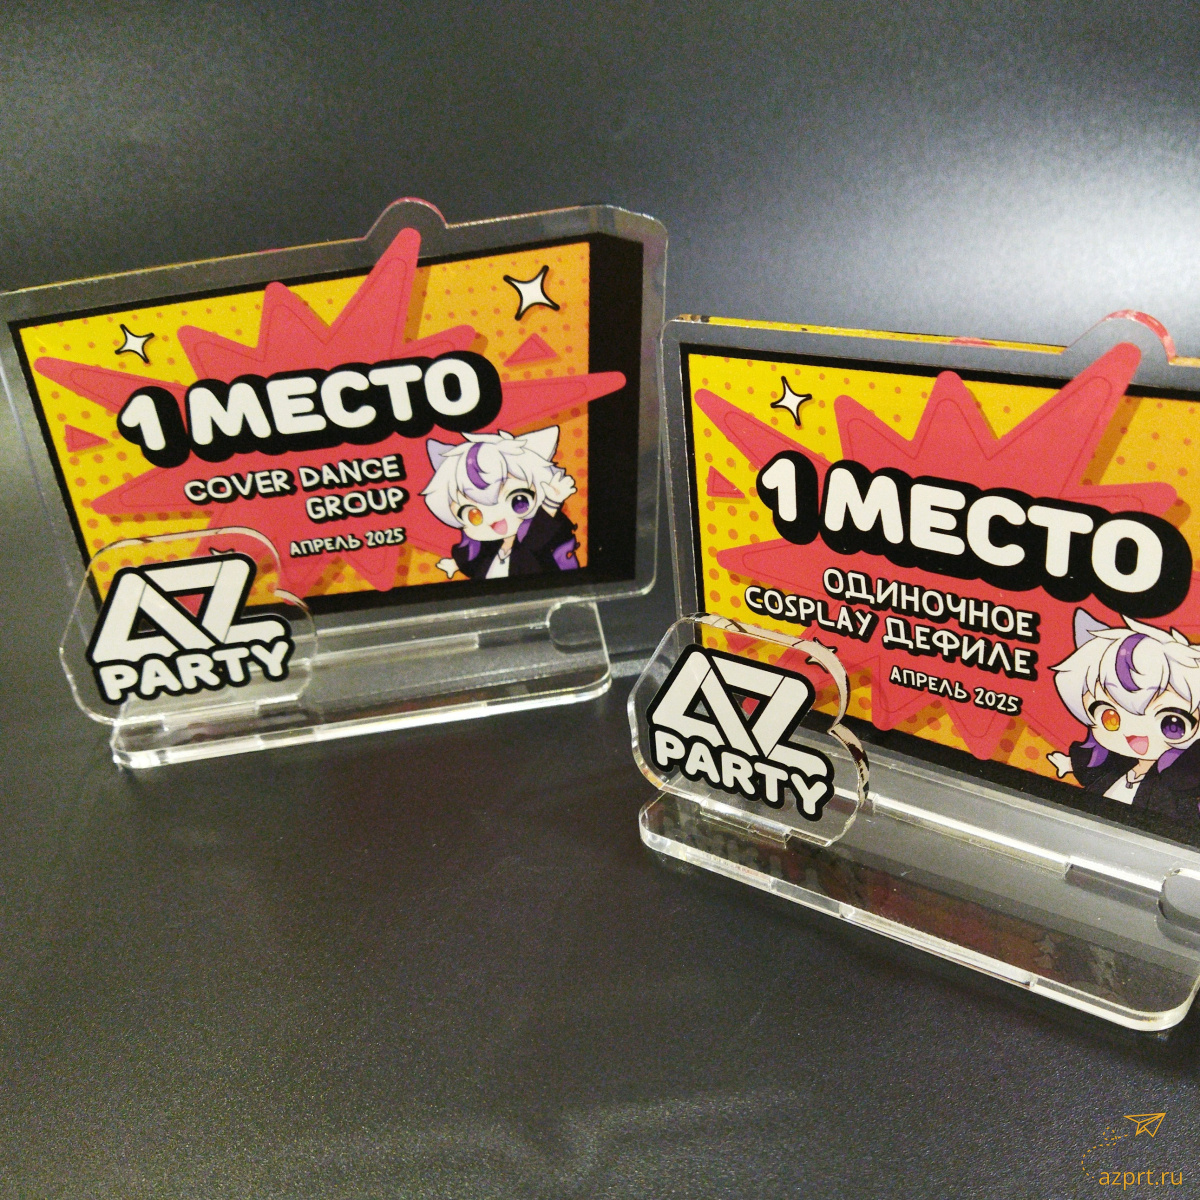 1 МЕСТО
COVER DANCE
GROUP
АПРЕЛЬ 2025
AZ
PARTY
1 МЕСТО
ОДИНОЧНОЕ
COSPLAY ДЕФИЛЕ
АПРЕЛЬ 2025
AZ
PARTY
azprt.ru